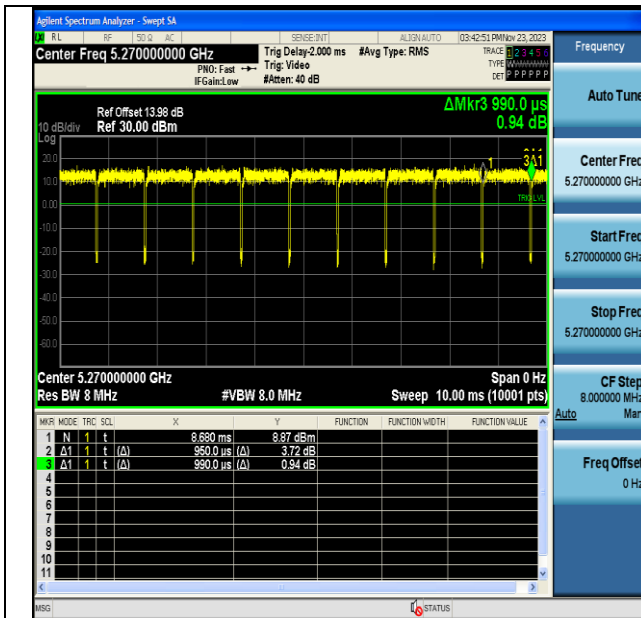 Agilent Spectrum Analyzer - Swept SA
RL RF 50 Ω AC SENSE:INT ALIGN AUTO 03:42:51 PM Nov 23, 2023
Center Freq 5.270000000 GHz Trig Delay-2.000 ms #Avg Type: RMS TRACE 1 2 3 4 5 6
PNO: Fast Trig: Video TYPE WWWWWW
IFGain:Low #Atten: 40 dB DET P P P P P P
Frequency
Auto Tune
ΔMkr3 990.0 µs
Ref Offset 13.98 dB
10 dB/div Ref 30.00 dBm 0.94 dB
Log
20.0
10.0
0.00
-10.0
-20.0
-30.0
-40.0
-50.0
-60.0
1
3Δ1
TRIG LVL
Center Freq
5.270000000 GHz
Start Freq
5.270000000 GHz
Stop Freq
5.270000000 GHz
CF Step
8.000000 MHz
Auto Man
Freq Offset
0 Hz
Center 5.270000000 GHz Span 0 Hz
Res BW 8 MHz #VBW 8.0 MHz Sweep 10.00 ms (10001 pts)
MKR MODE TRC SCL X Y FUNCTION FUNCTION WIDTH FUNCTION VALUE
1 N 1 t 8.680 ms 8.87 dBm
2 Δ1 1 t (Δ) 950.0 µs (Δ) 3.72 dB
3 Δ1 1 t (Δ) 990.0 µs (Δ) 0.94 dB
4
5
6
7
8
9
10
11
MSG STATUS